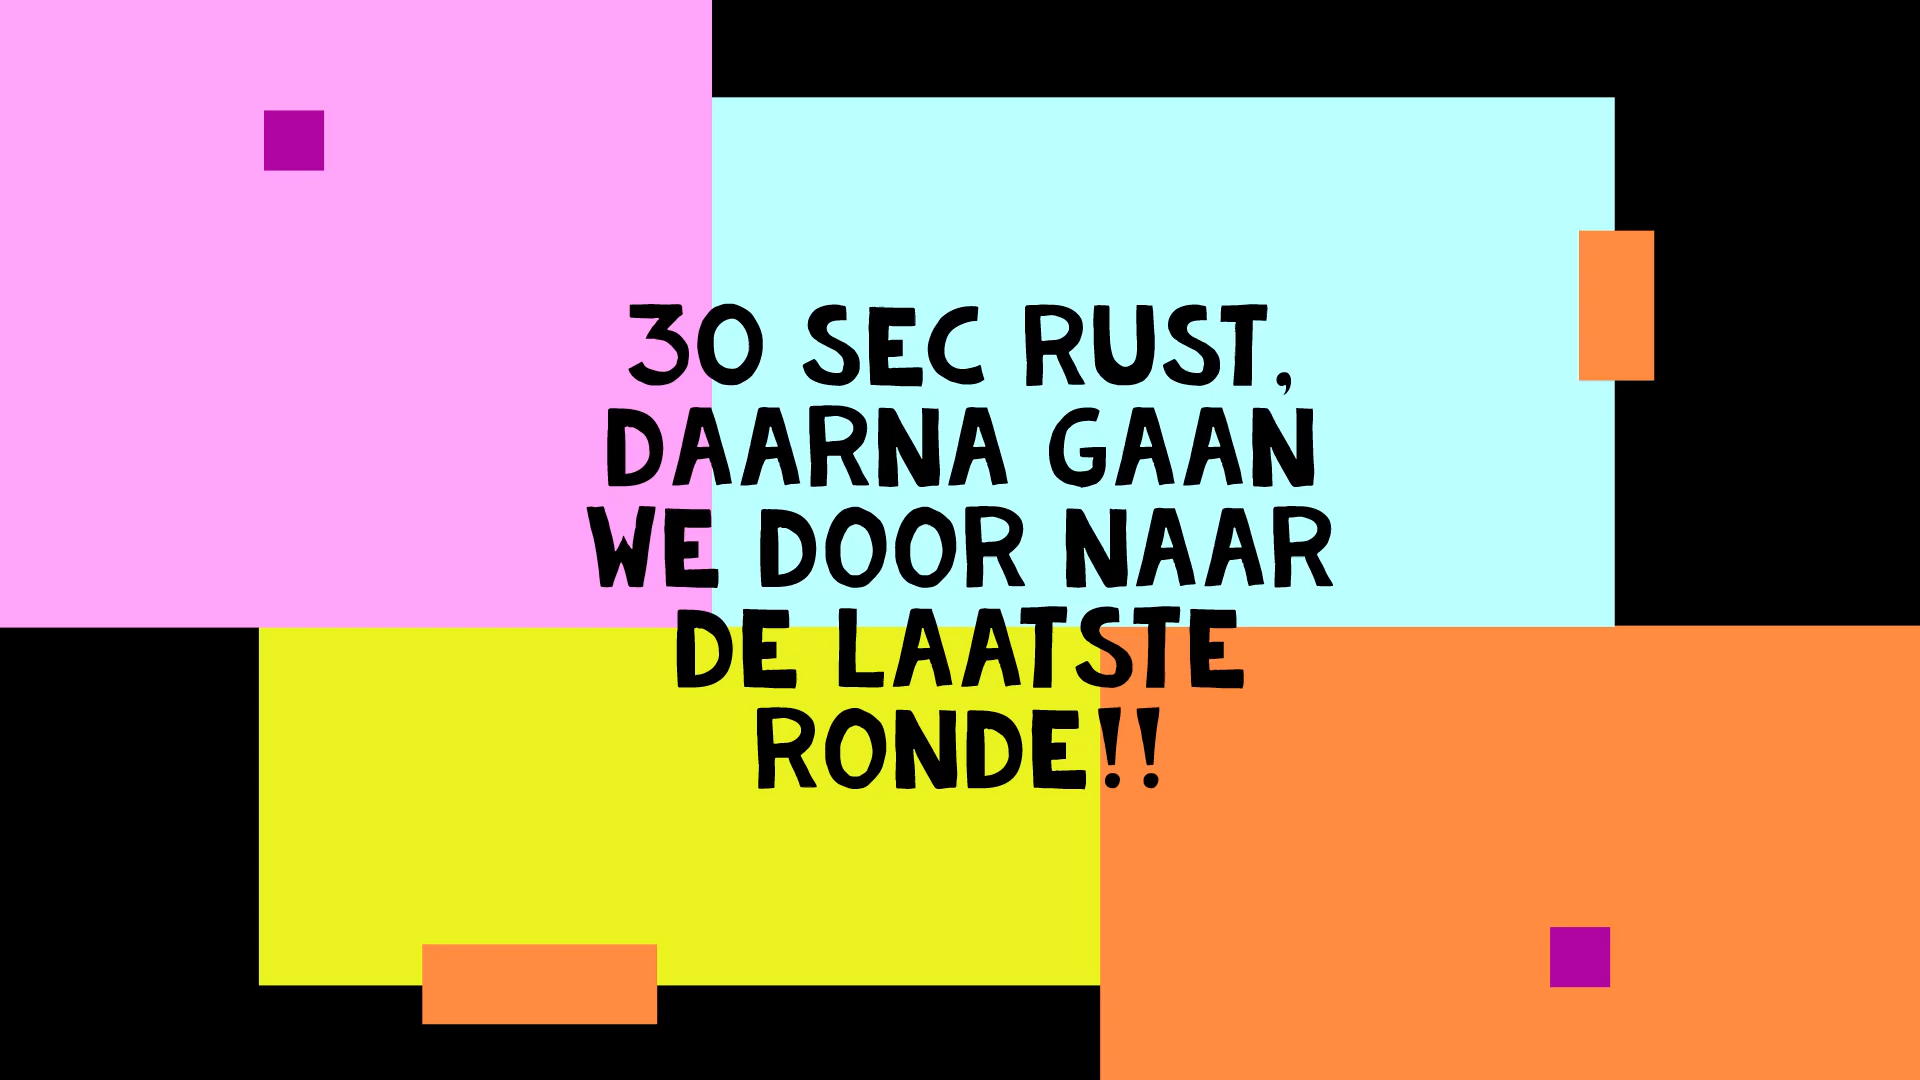 30 SEC RUST,
DAARNA GAAN
WE DOOR NAAR
DE LAATSTE
RONDE!!